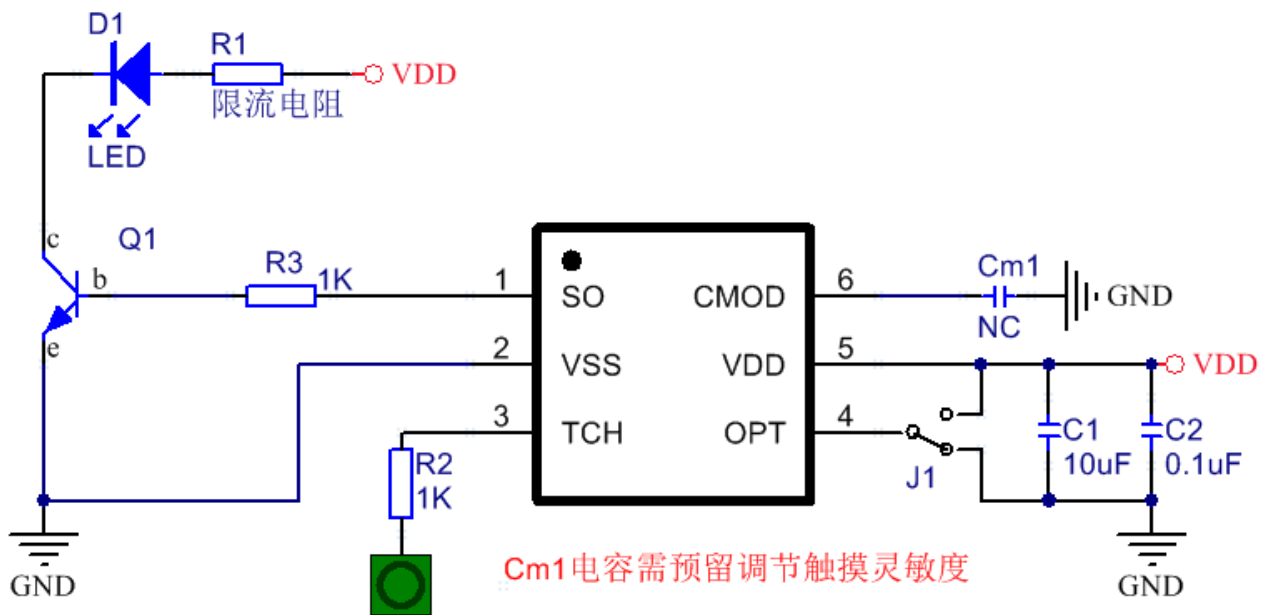 D1
R1
VDD
限流电阻
LED
c
Q1
b
e
R3
1K
1
SO
CMOD
6
Cm1
NC
GND
2
VSS
VDD
5
VDD
3
TCH
OPT
4
J1
C1
10uF
C2
0.1uF
R2
1K
GND
Cm1电容需预留调节触摸灵敏度
GND